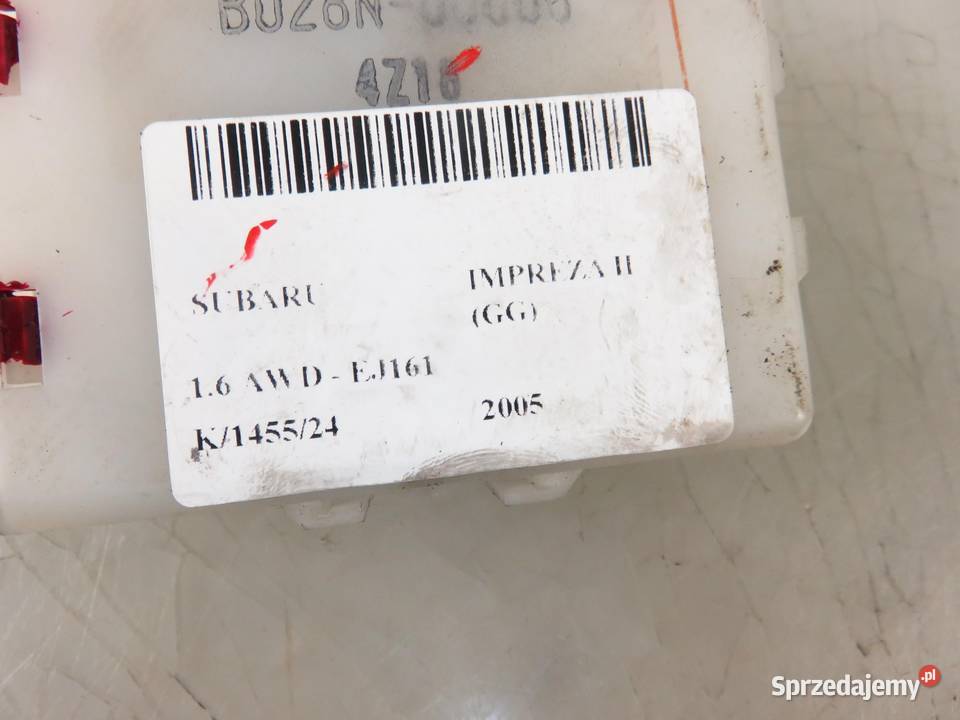 4Z16
SUBARU IMPREZA II
(GG)
1.6 AWD - EJ161
K/1455/24 2005
Sprzedajemy.pl